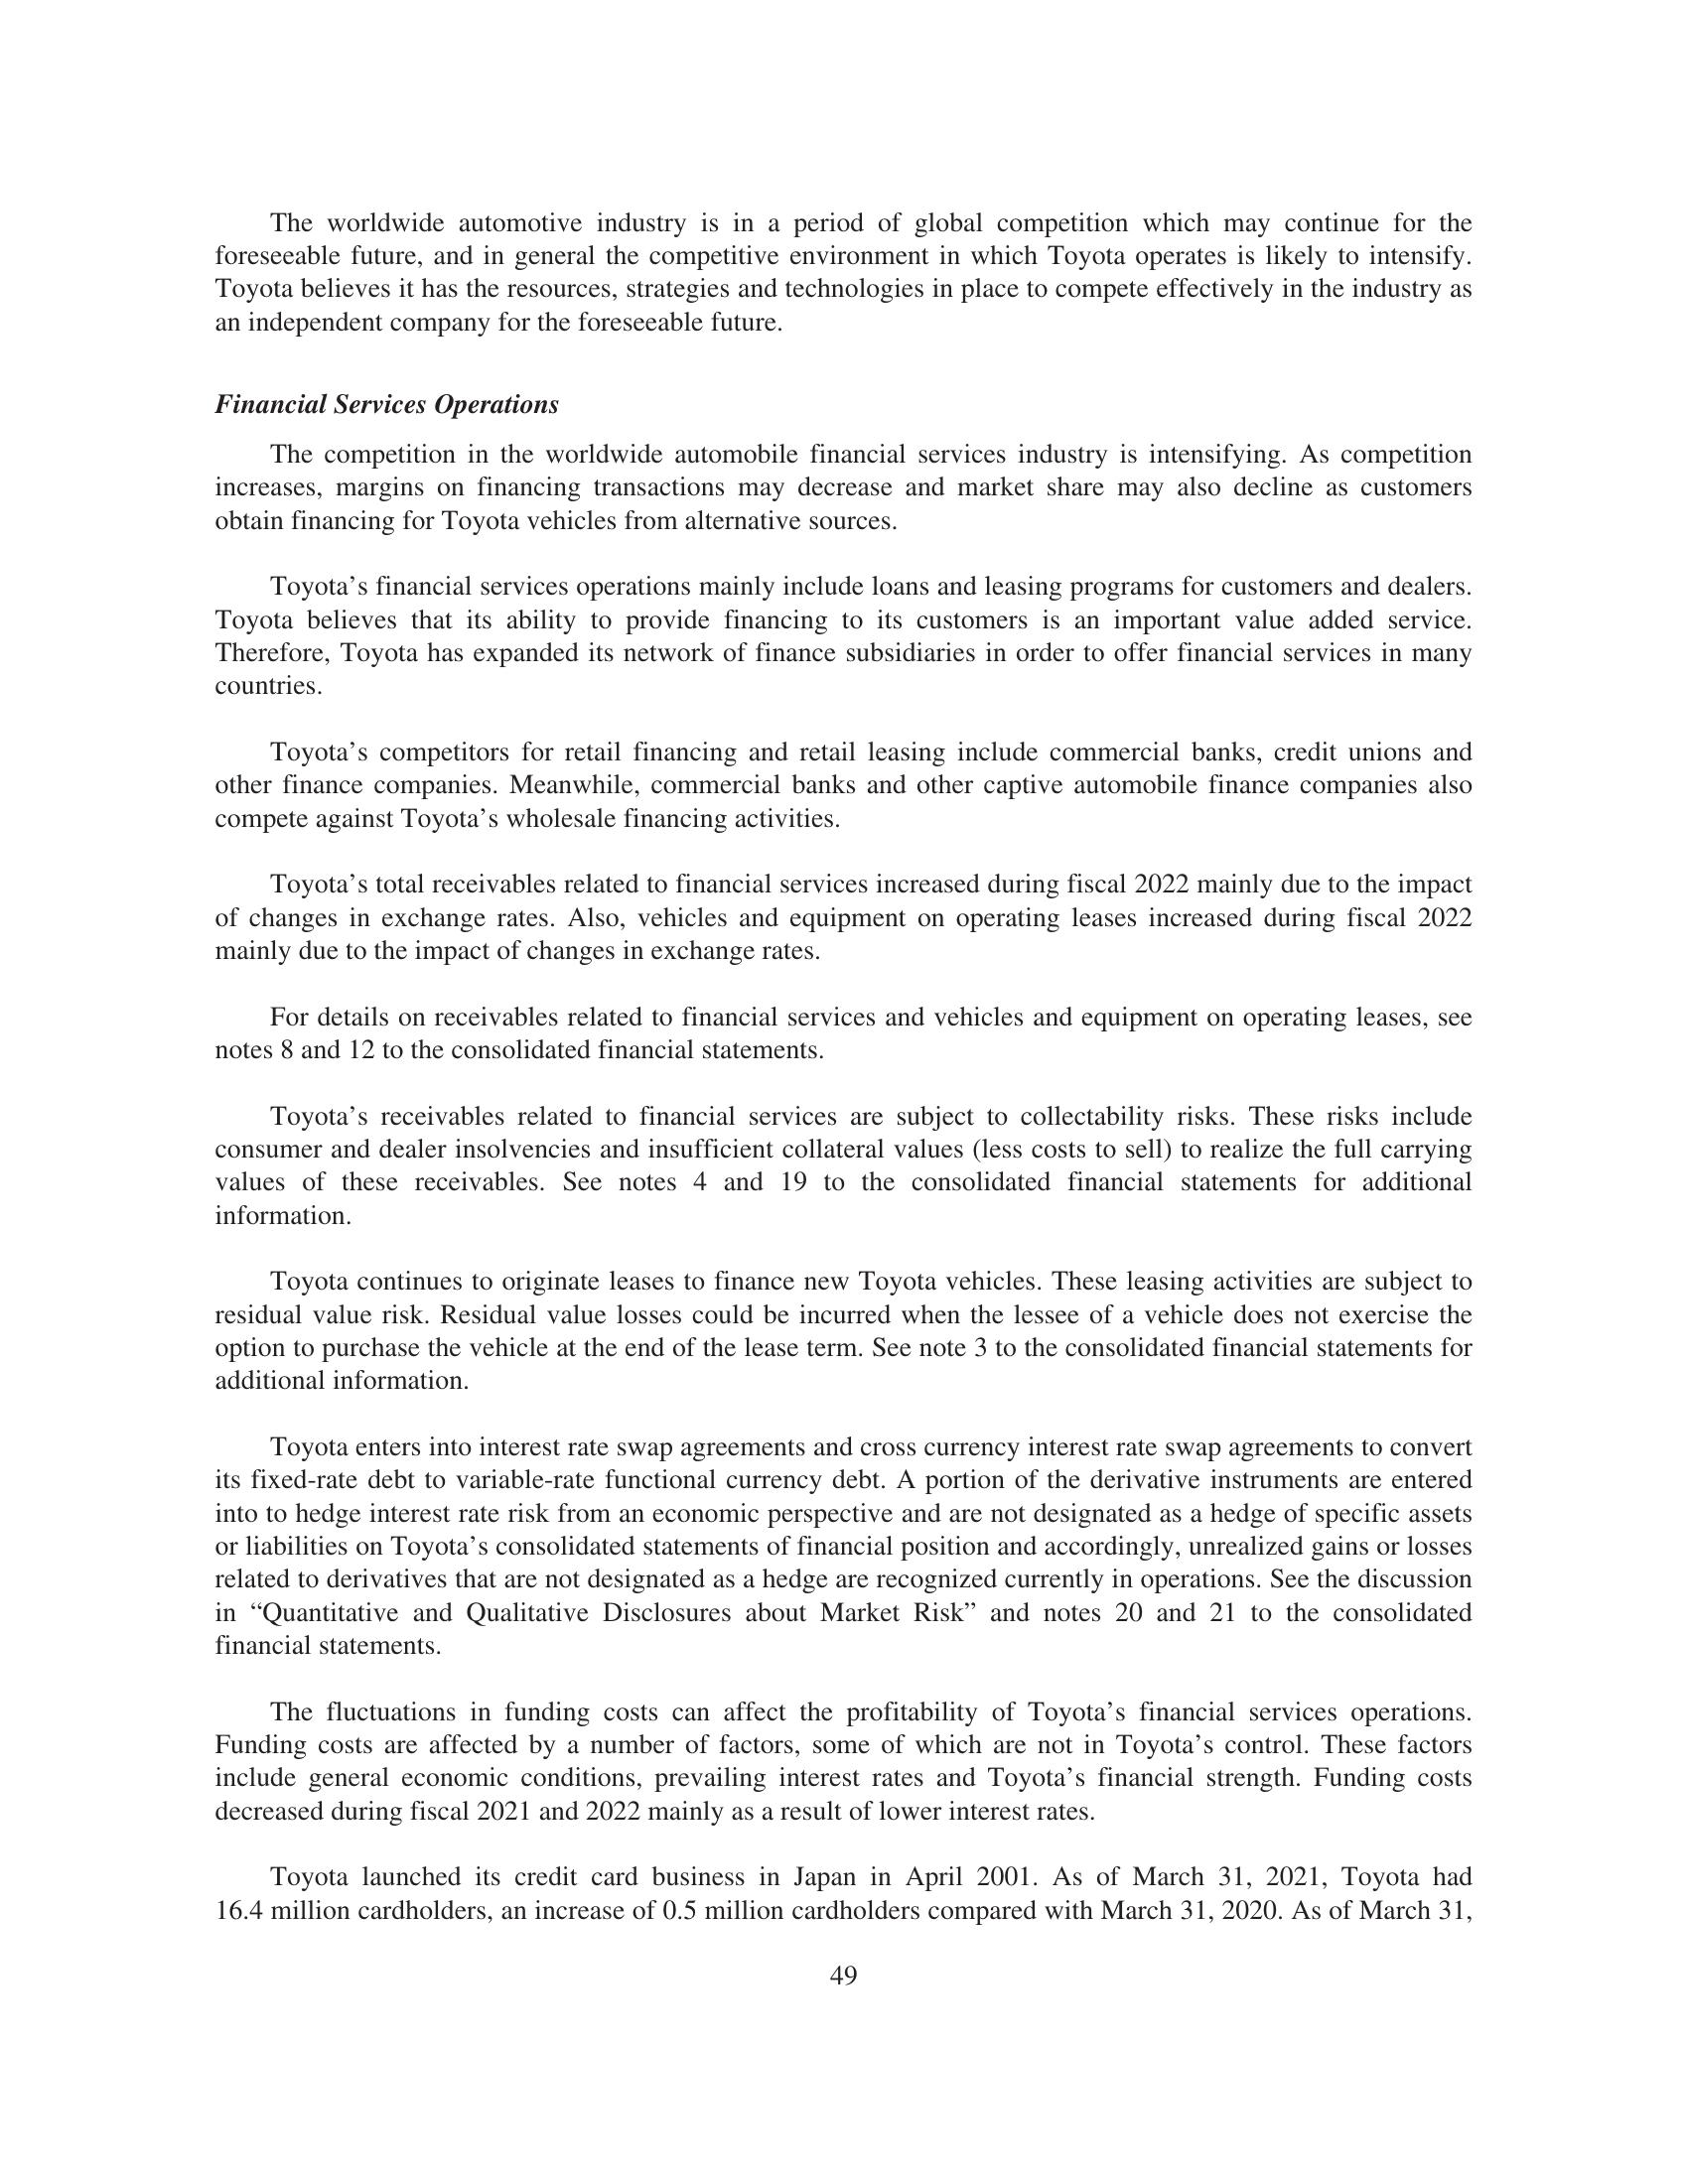 The worldwide automotive industry is in a period of global competition which may continue for the
foreseeable future, and in general the competitive environment in which Toyota operates is likely to intensify.
Toyota believes it has the resources, strategies and technologies in place to compete effectively in the industry as
an independent company for the foreseeable future.
Financial Services Operations
The competition in the worldwide automobile financial services industry is intensifying. As competition
increases, margins on financing transactions may decrease and market share may also decline as customers
obtain financing for Toyota vehicles from alternative sources.
Toyota’s financial services operations mainly include loans and leasing programs for customers and dealers.
Toyota believes that its ability to provide financing to its customers is an important value added service.
Therefore, Toyota has expanded its network of finance subsidiaries in order to offer financial services in many
countries.
Toyota’s competitors for retail financing and retail leasing include commercial banks, credit unions and
other finance companies. Meanwhile, commercial banks and other captive automobile finance companies also
compete against Toyota’s wholesale financing activities.
Toyota’s total receivables related to financial services increased during fiscal 2022 mainly due to the impact
of changes in exchange rates. Also, vehicles and equipment on operating leases increased during fiscal 2022
mainly due to the impact of changes in exchange rates.
For details on receivables related to financial services and vehicles and equipment on operating leases, see
notes 8 and 12 to the consolidated financial statements.
Toyota’s receivables related to financial services are subject to collectability risks. These risks include
consumer and dealer insolvencies and insufficient collateral values (less costs to sell) to realize the full carrying
values of these receivables. See notes 4 and 19 to the consolidated financial statements for additional
information.
Toyota continues to originate leases to finance new Toyota vehicles. These leasing activities are subject to
residual value risk. Residual value losses could be incurred when the lessee of a vehicle does not exercise the
option to purchase the vehicle at the end of the lease term. See note 3 to the consolidated financial statements for
additional information.
Toyota enters into interest rate swap agreements and cross currency interest rate swap agreements to convert
its fixed-rate debt to variable-rate functional currency debt. A portion of the derivative instruments are entered
into to hedge interest rate risk from an economic perspective and are not designated as a hedge of specific assets
or liabilities on Toyota’s consolidated statements of financial position and accordingly, unrealized gains or losses
related to derivatives that are not designated as a hedge are recognized currently in operations. See the discussion
in “Quantitative and Qualitative Disclosures about Market Risk” and notes 20 and 21 to the consolidated
financial statements.
The fluctuations in funding costs can affect the profitability of Toyota’s financial services operations.
Funding costs are affected by a number of factors, some of which are not in Toyota’s control. These factors
include general economic conditions, prevailing interest rates and Toyota’s financial strength. Funding costs
decreased during fiscal 2021 and 2022 mainly as a result of lower interest rates.
Toyota launched its credit card business in Japan in April 2001. As of March 31, 2021, Toyota had
16.4 million cardholders, an increase of 0.5 million cardholders compared with March 31, 2020. As of March 31,
49